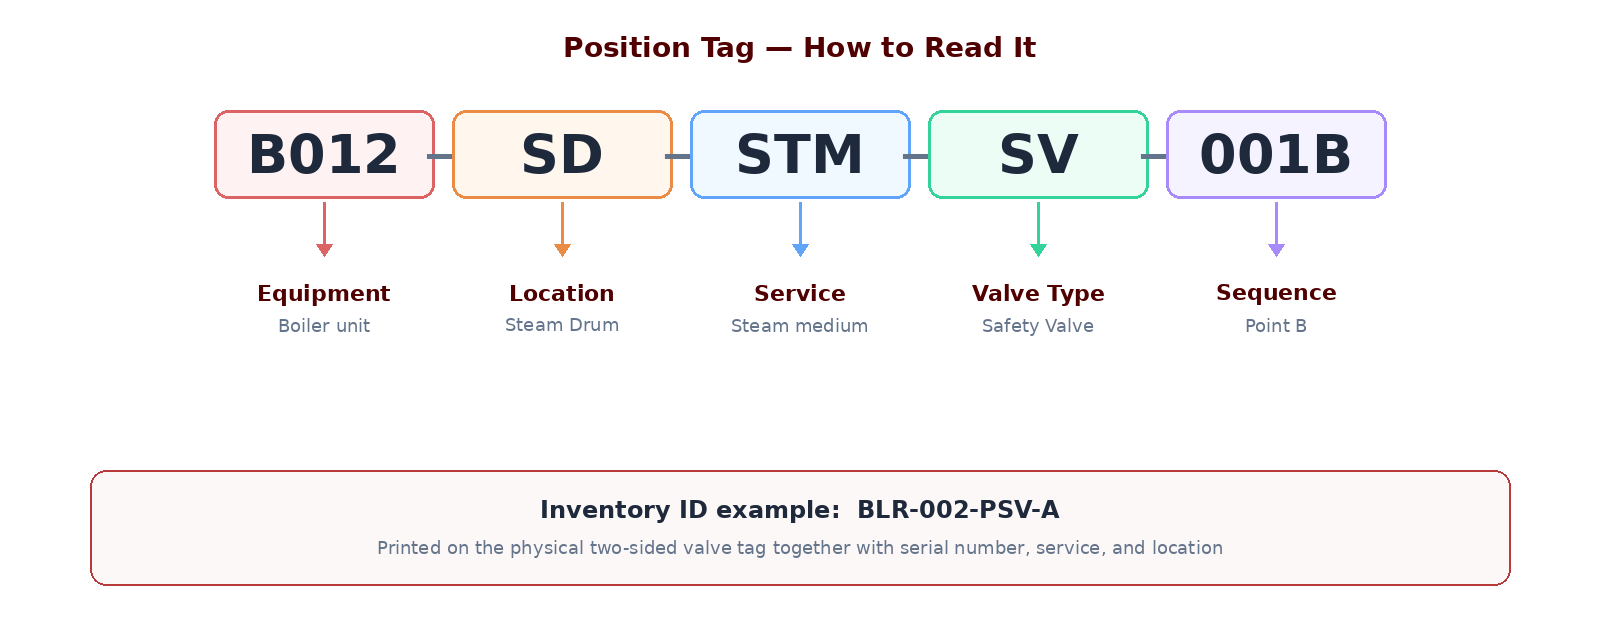 Position Tag — How to Read It
B012 SD STM SV 001B
Equipment Location Service Valve Type Sequence
Boiler unit Steam Drum Steam medium Safety Valve Point B
Inventory ID example: BLR-002-PSV-A
Printed on the physical two-sided valve tag together with serial number, service, and location